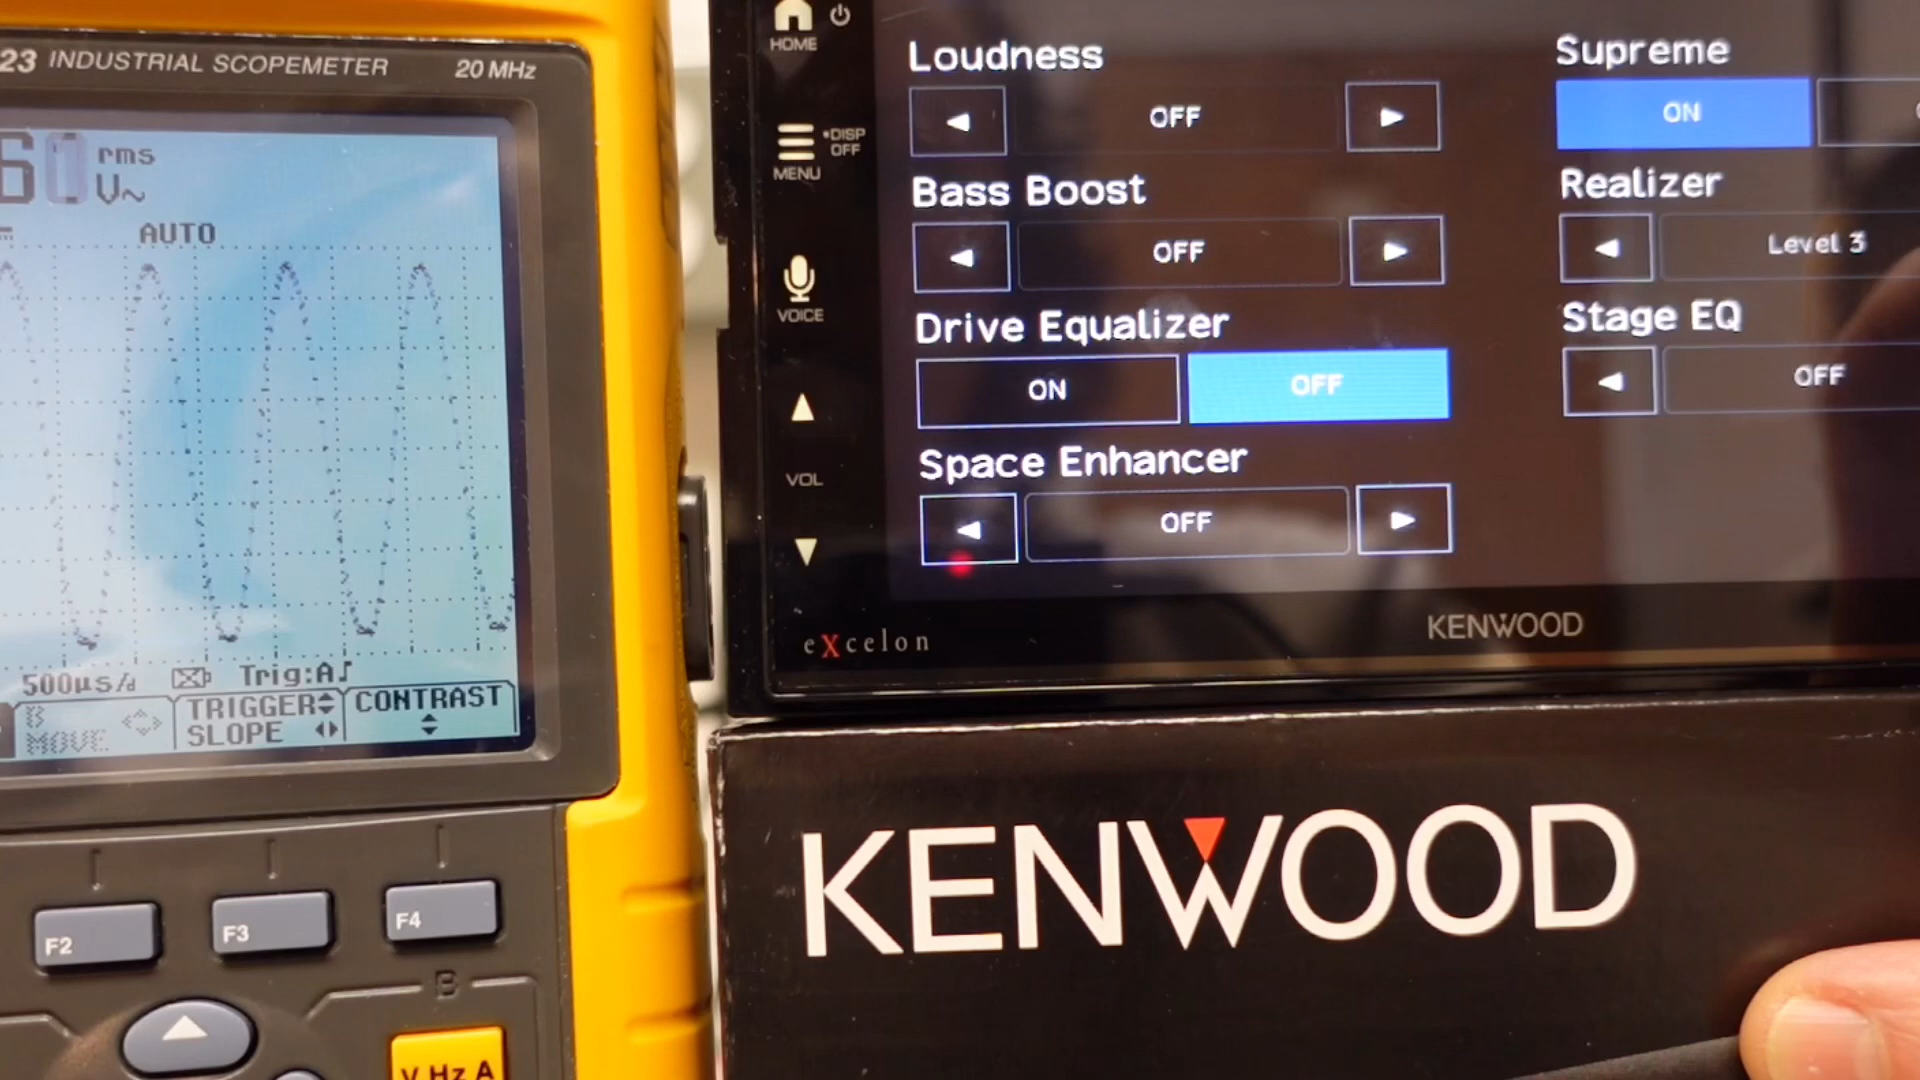 23 INDUSTRIAL SCOPEMETER 20 MHz
rms
V~
AUTO
500µs/d Trig:A
B
MOVE
TRIGGER
SLOPE
CONTRAST
F2
F3
F4
B
V Hz A
HOME
MENU
•DISP
OFF
VOICE
VOL
Loudness
◄ OFF ►
Bass Boost
◄ OFF ►
Drive Equalizer
ON OFF
Space Enhancer
◄ OFF ►
Supreme
ON
Realizer
◄ Level 3
Stage EQ
◄ OFF
eXcelon
KENWOOD
KENWOOD